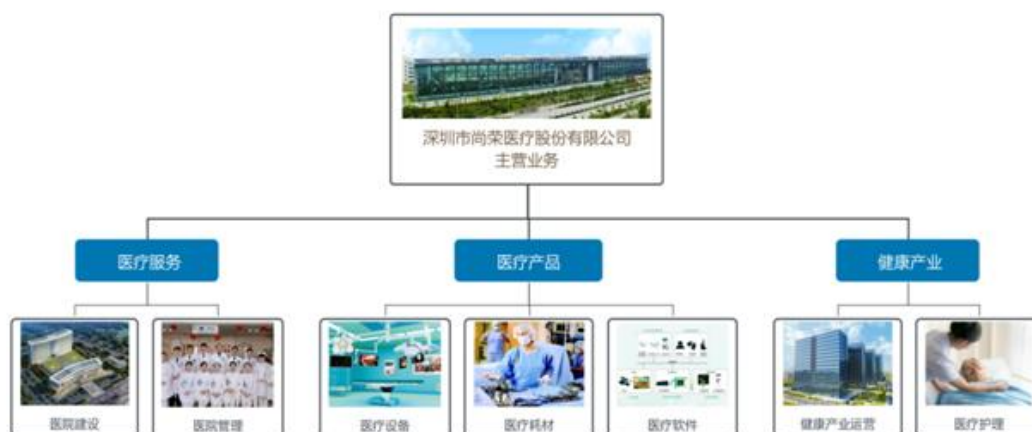 深圳市尚荣医疗股份有限公司
主营业务
医疗服务
医疗产品
健康产业
医院建设
医院管理
医疗设备
医疗耗材
医疗软件
健康产业运营
医疗护理